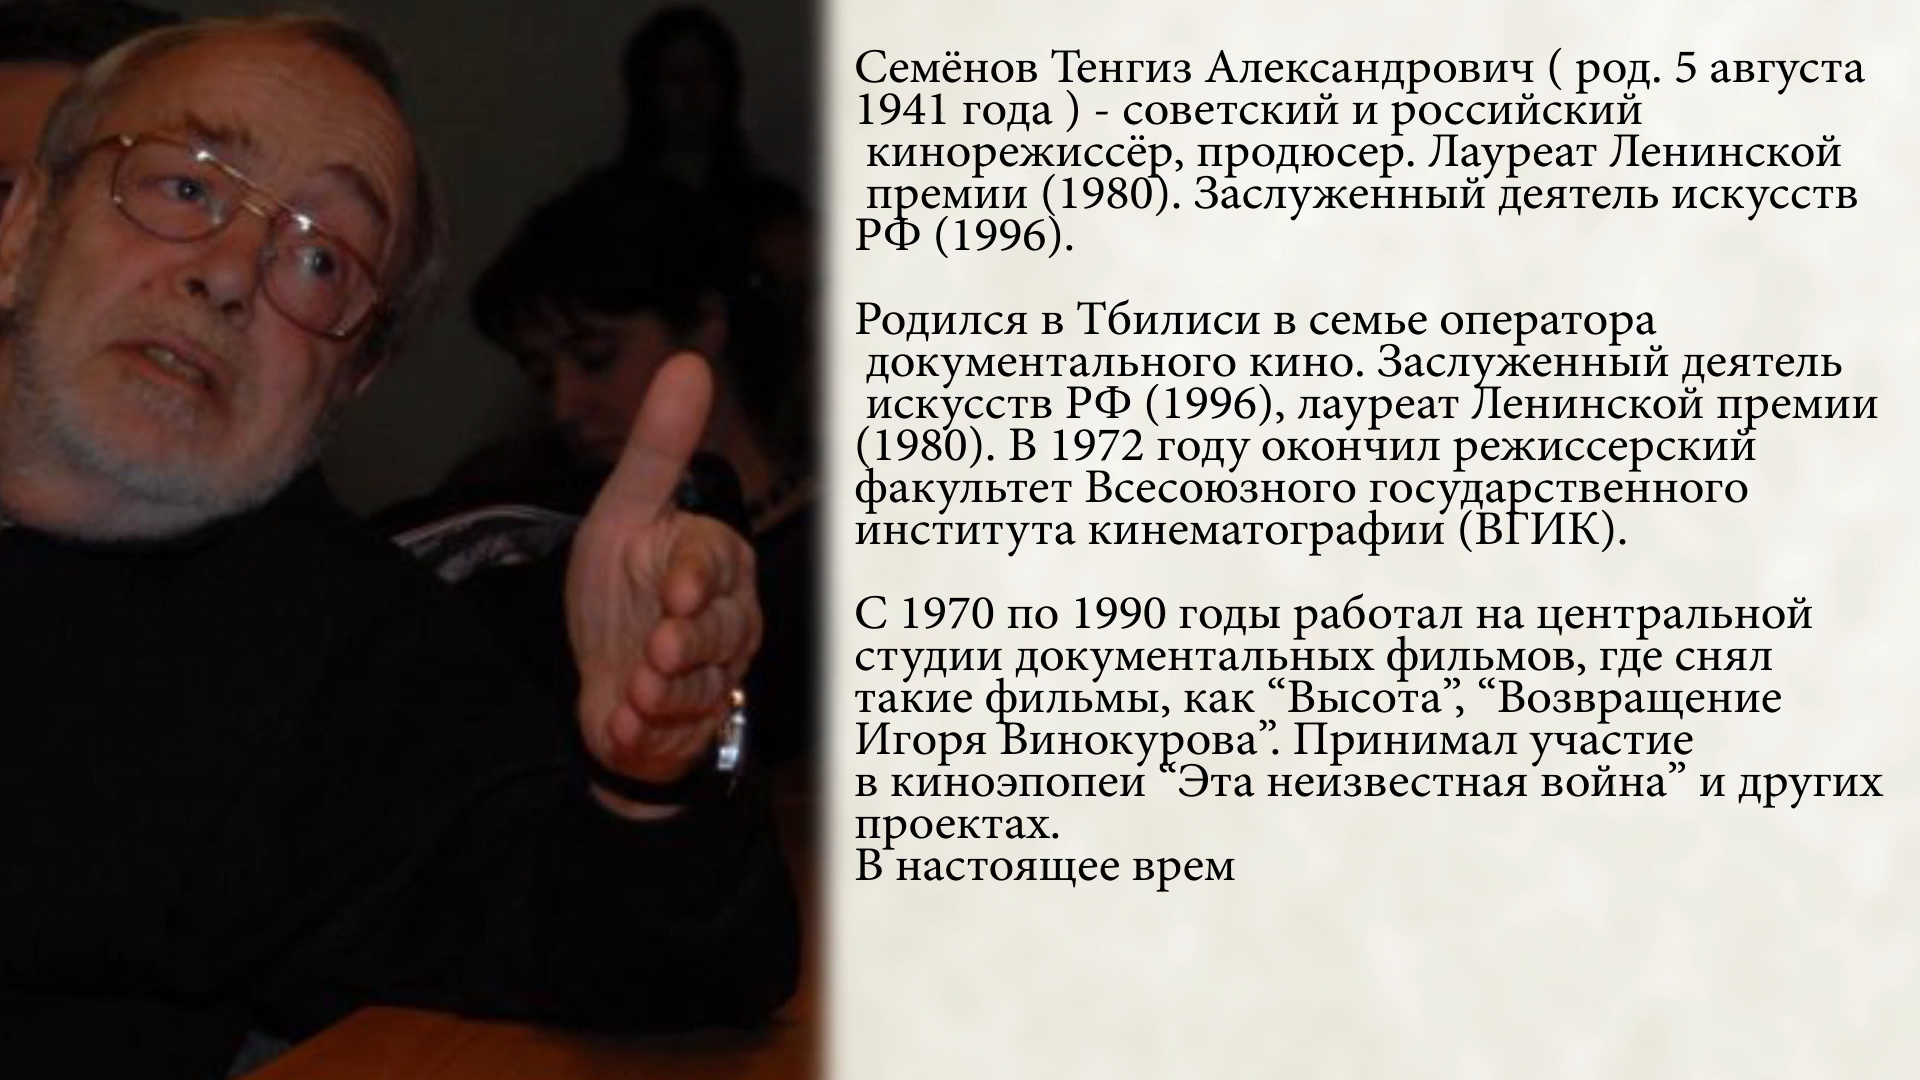 Семёнов Тенгиз Александрович ( род. 5 августа
1941 года ) - советский и российский
кинорежиссёр, продюсер. Лауреат Ленинской
премии (1980). Заслуженный деятель искусств
РФ (1996).
Родился в Тбилиси в семье оператора
документального кино. Заслуженный деятель
искусств РФ (1996), лауреат Ленинской премии
(1980). В 1972 году окончил режиссерский
факультет Всесоюзного государственного
института кинематографии (ВГИК).
С 1970 по 1990 годы работал на центральной
студии документальных фильмов, где снял
такие фильмы, как “Высота”, “Возвращение
Игоря Винокурова”. Принимал участие
в киноэпопеи “Эта неизвестная война” и других
проектах.
В настоящее врем